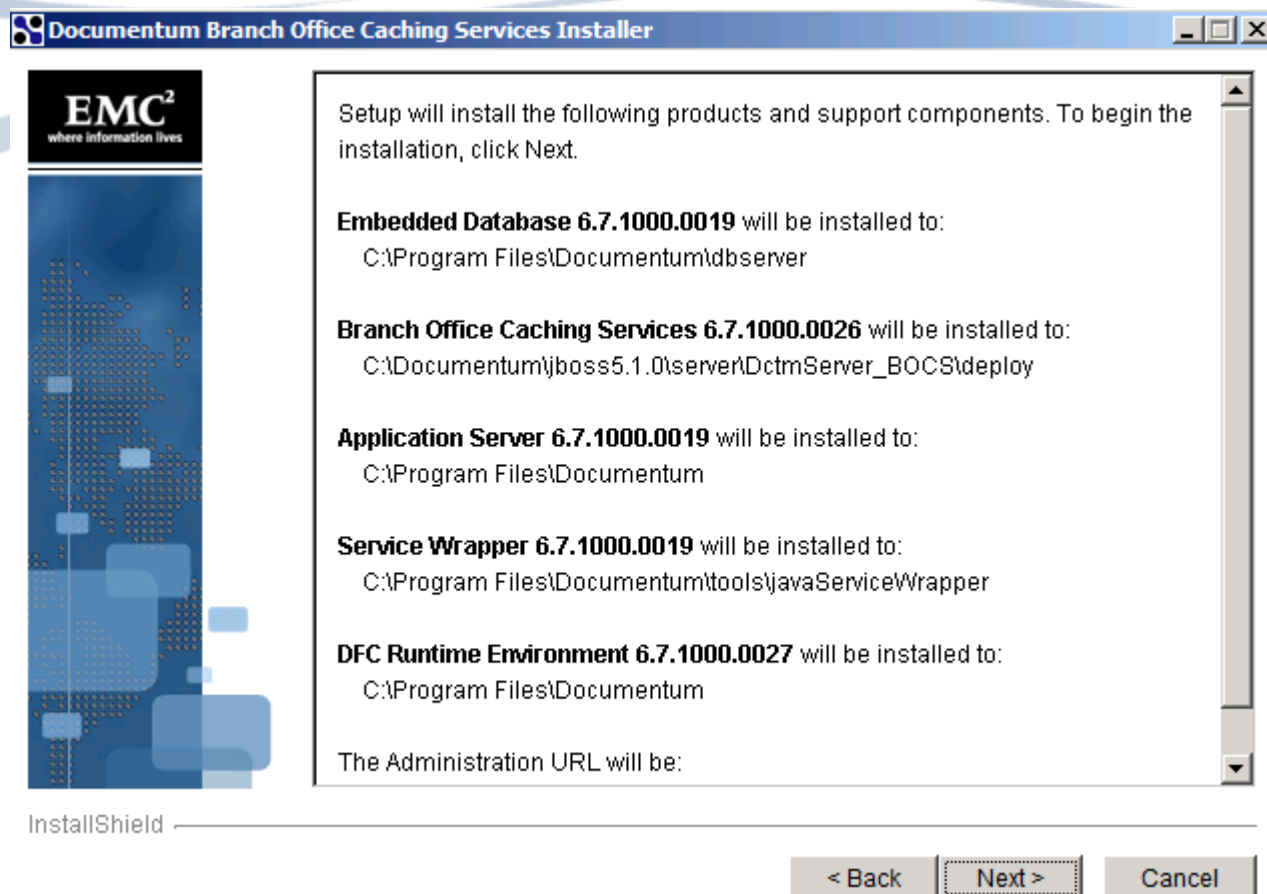 Documentum Branch Office Caching Services Installer
EMC²
where information lives
Setup will install the following products and support components. To begin the
installation, click Next.
Embedded Database 6.7.1000.0019 will be installed to:
C:\Program Files\Documentum\dbserver
Branch Office Caching Services 6.7.1000.0026 will be installed to:
C:\Documentum\jboss5.1.0\server\DctmServer_BOCS\deploy
Application Server 6.7.1000.0019 will be installed to:
C:\Program Files\Documentum
Service Wrapper 6.7.1000.0019 will be installed to:
C:\Program Files\Documentum\tools\javaServiceWrapper
DFC Runtime Environment 6.7.1000.0027 will be installed to:
C:\Program Files\Documentum
The Administration URL will be:
InstallShield
< Back Next > Cancel